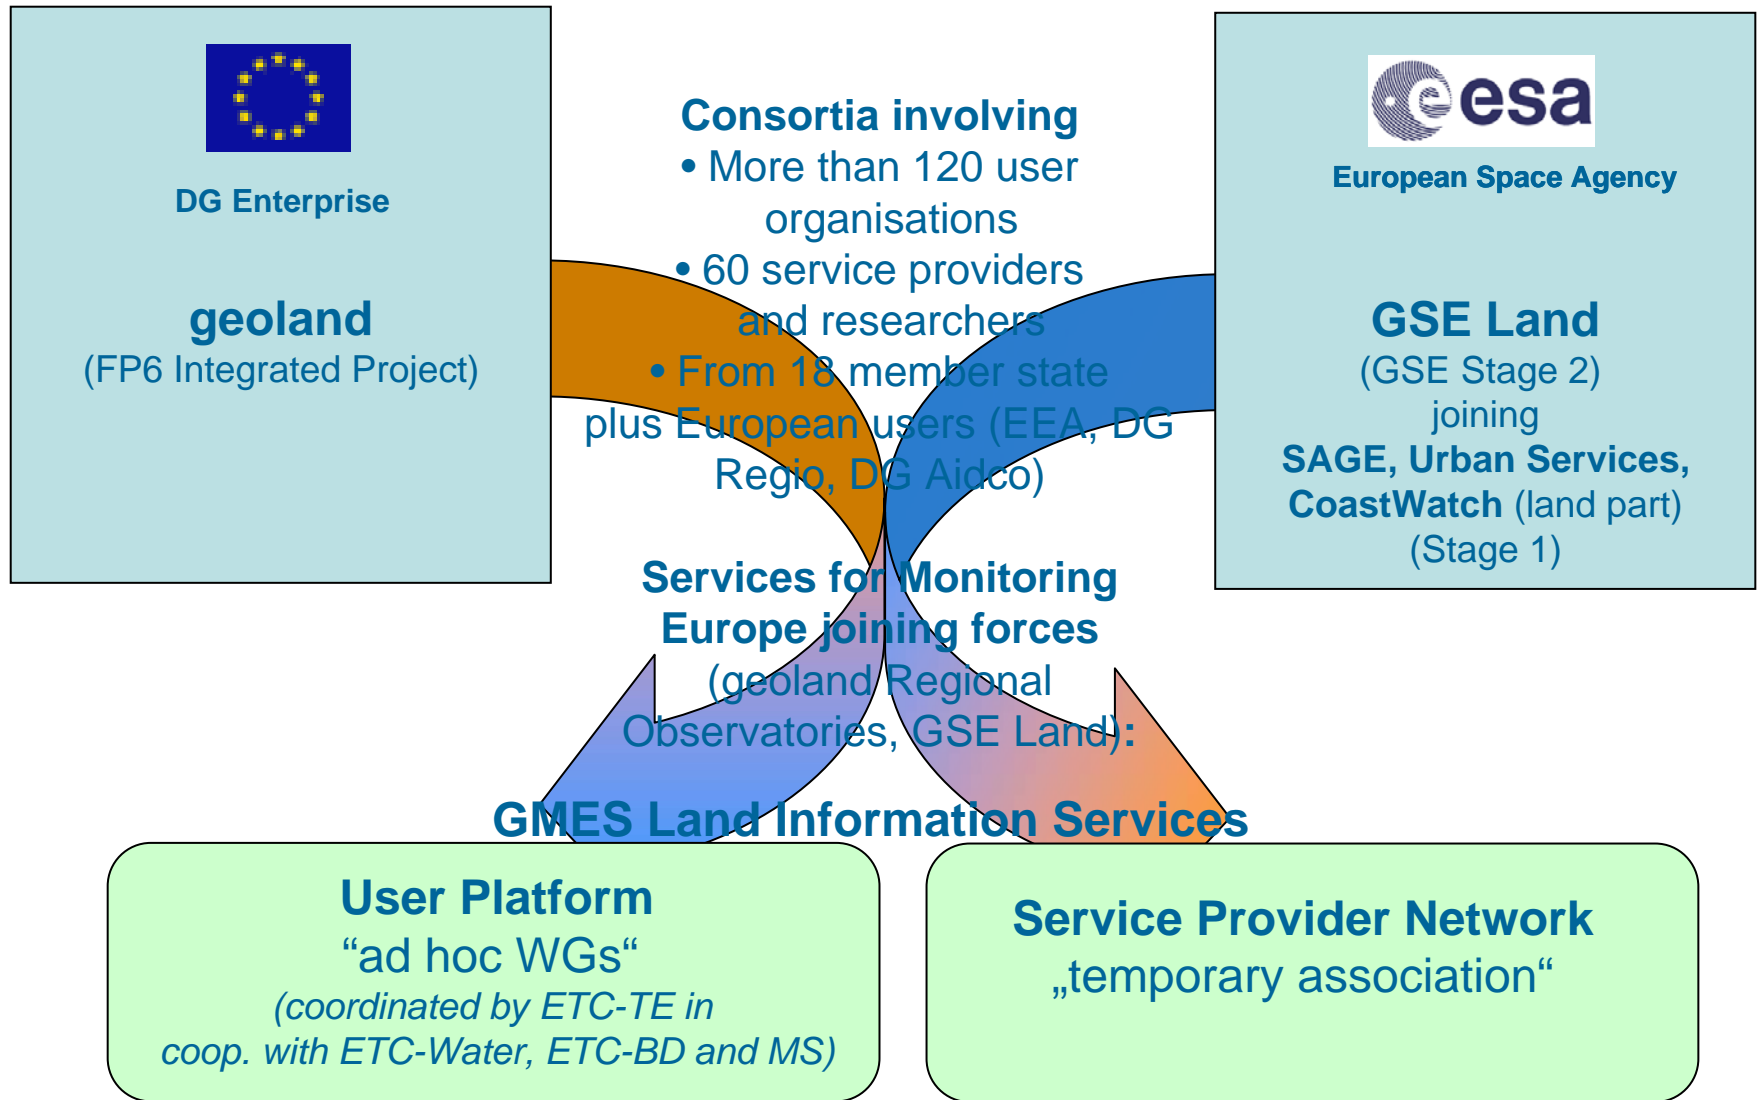 DG Enterprise
geoland
(FP6 Integrated Project)
Consortia involving
• More than 120 user
organisations
• 60 service providers
and researchers
• From 18 member state
plus European users (EEA, DG
Regio, DG Aidco)
esa
European Space Agency
GSE Land
(GSE Stage 2)
joining
SAGE, Urban Services,
CoastWatch (land part)
(Stage 1)
Services for Monitoring
Europe joining forces
(geoland Regional
Observatories, GSE Land):
GMES Land Information Services
User Platform
“ad hoc WGs“
(coordinated by ETC-TE in
coop. with ETC-Water, ETC-BD and MS)
Service Provider Network
„temporary association“